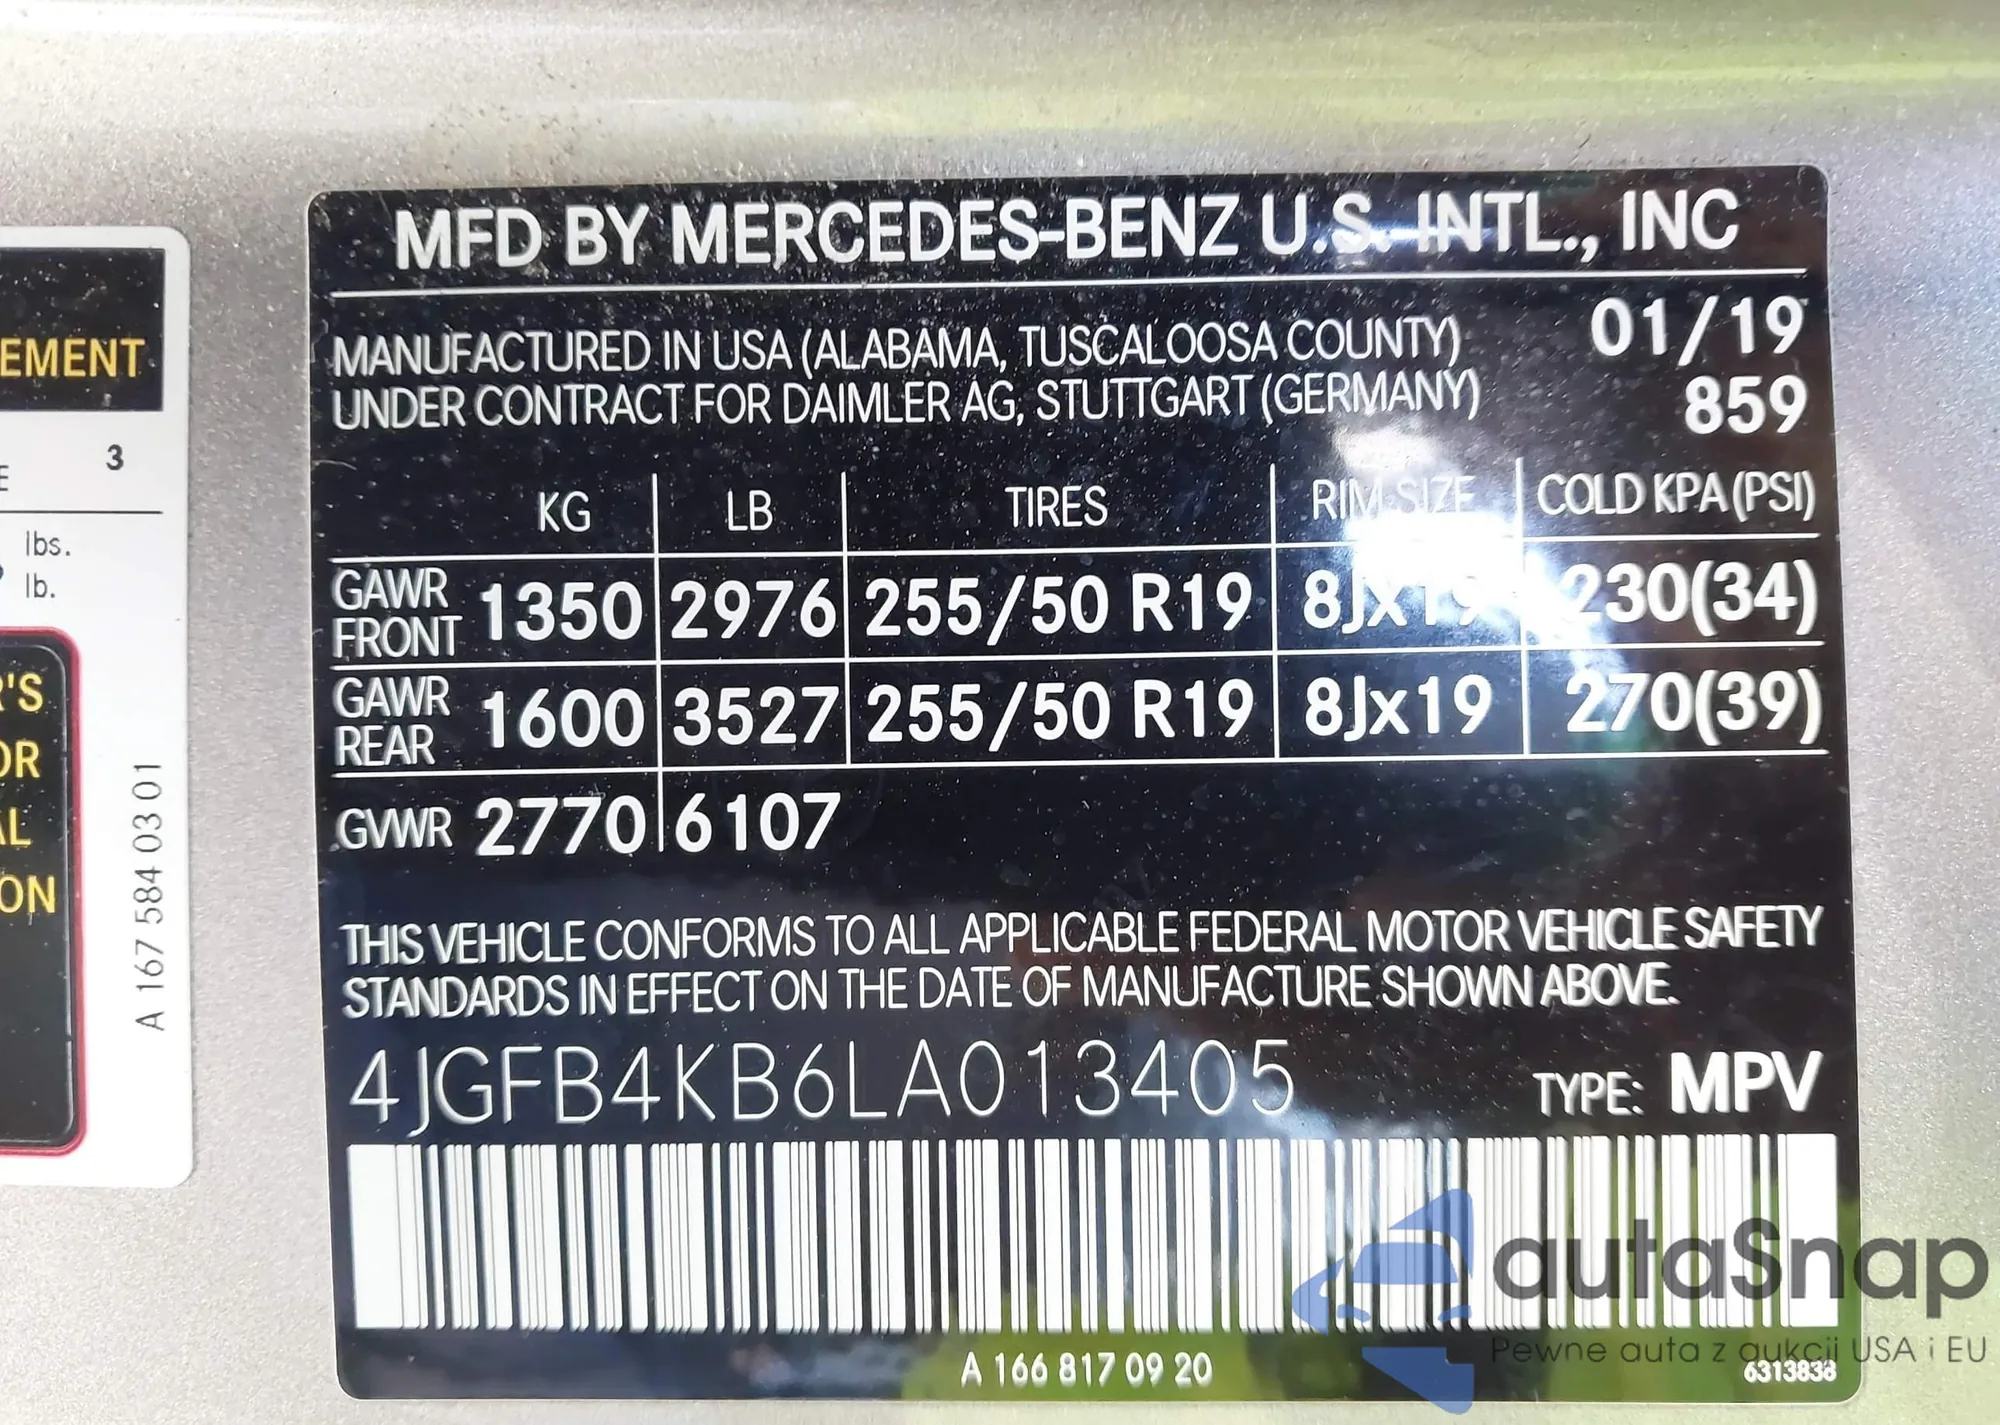 EMENT
3
E
lbs.
lb.
R'S
OR
AL
ON
A 167 584 03 01
MFD BY MERCEDES-BENZ U.S. INTL., INC
MANUFACTURED IN USA (ALABAMA, TUSCALOOSA COUNTY) 01/19
UNDER CONTRACT FOR DAIMLER AG, STUTTGART (GERMANY) 859
KG LB TIRES RIM SIZE COLD KPA (PSI)
GAWR FRONT 1350 2976 255/50 R19 8Jx19 230(34)
GAWR REAR 1600 3527 255/50 R19 8Jx19 270(39)
GVWR 2770 6107
THIS VEHICLE CONFORMS TO ALL APPLICABLE FEDERAL MOTOR VEHICLE SAFETY
STANDARDS IN EFFECT ON THE DATE OF MANUFACTURE SHOWN ABOVE.
4JGFB4KB6LA013405 TYPE: MPV
A 166 817 09 20
6313838
autaSnap
Pewne auta z aukcji USA i EU